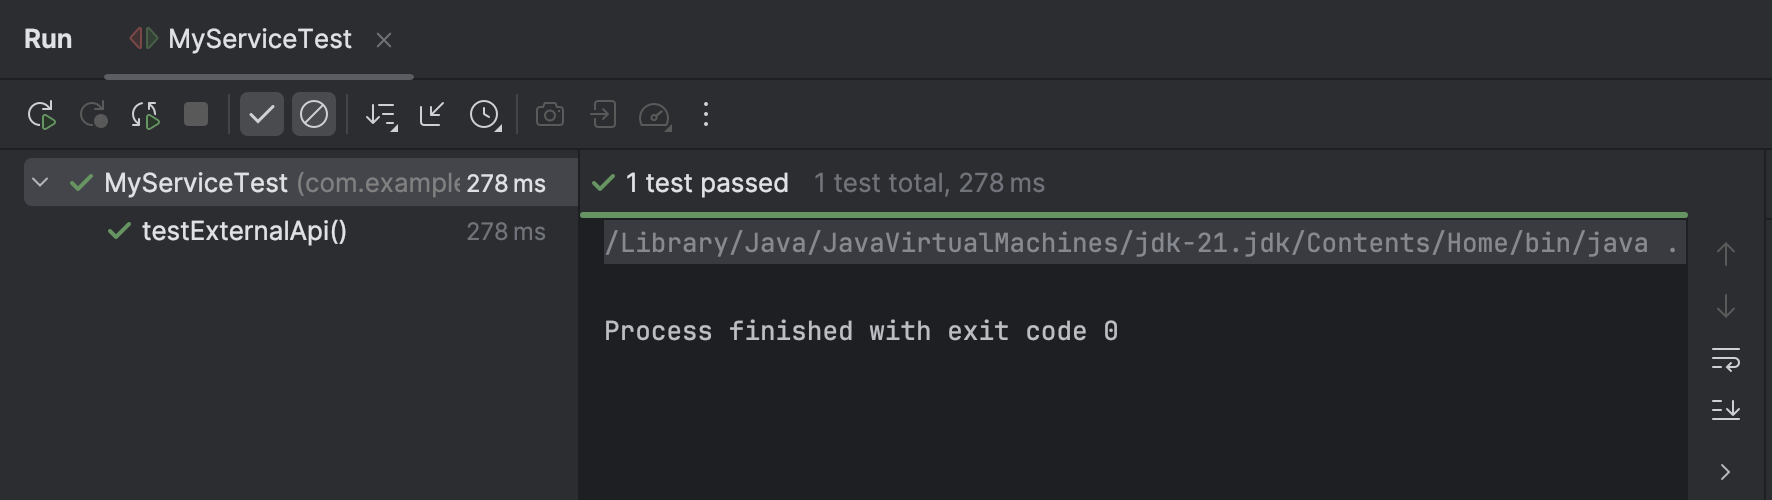 Run MyServiceTest
MyServiceTest (com.example 278 ms
testExternalApi() 278 ms
1 test passed 1 test total, 278 ms
/Library/Java/JavaVirtualMachines/jdk-21.jdk/Contents/Home/bin/java .
Process finished with exit code 0